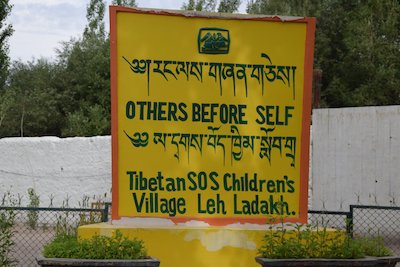 ༄༅། །རང་ལས་གཞན་གཅེས།
OTHERS BEFORE SELF
༄༅། ལ་དྭགས་བོད་ཁྱིམ་སློབ་གྲྭ
Tibetan SOS Children's
Village Leh Ladakh.